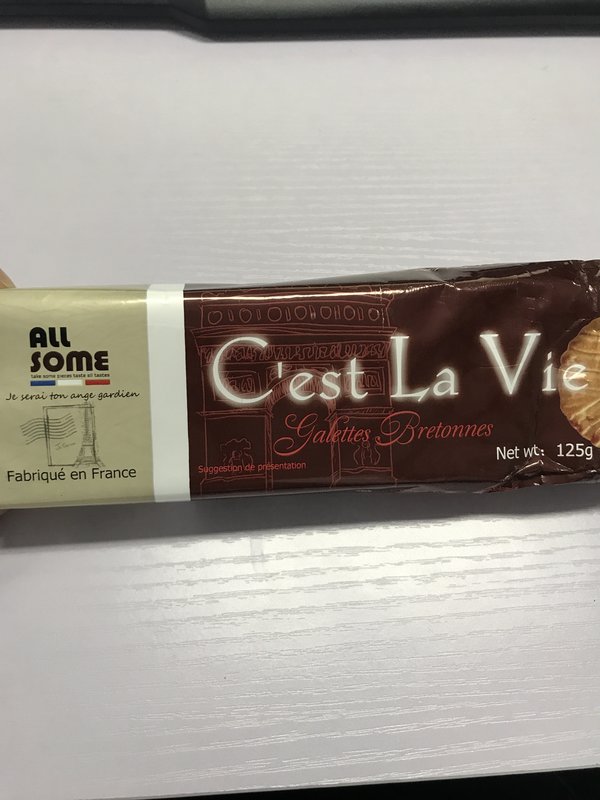 ALL
SOME
take some pieces taste all tastes
Je serai ton ange gardien
Fabriqué en France
C'est La Vie
Galettes Bretonnes
Suggestion de présentation
Net wt: 125g